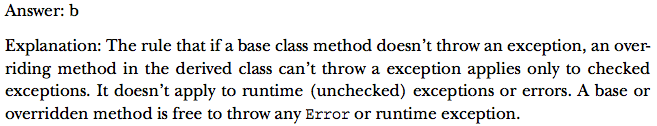 Answer: b
Explanation: The rule that if a base class method doesn’t throw an exception, an over-
riding method in the derived class can’t throw a exception applies only to checked
exceptions. It doesn’t apply to runtime (unchecked) exceptions or errors. A base or
overridden method is free to throw any Error or runtime exception.